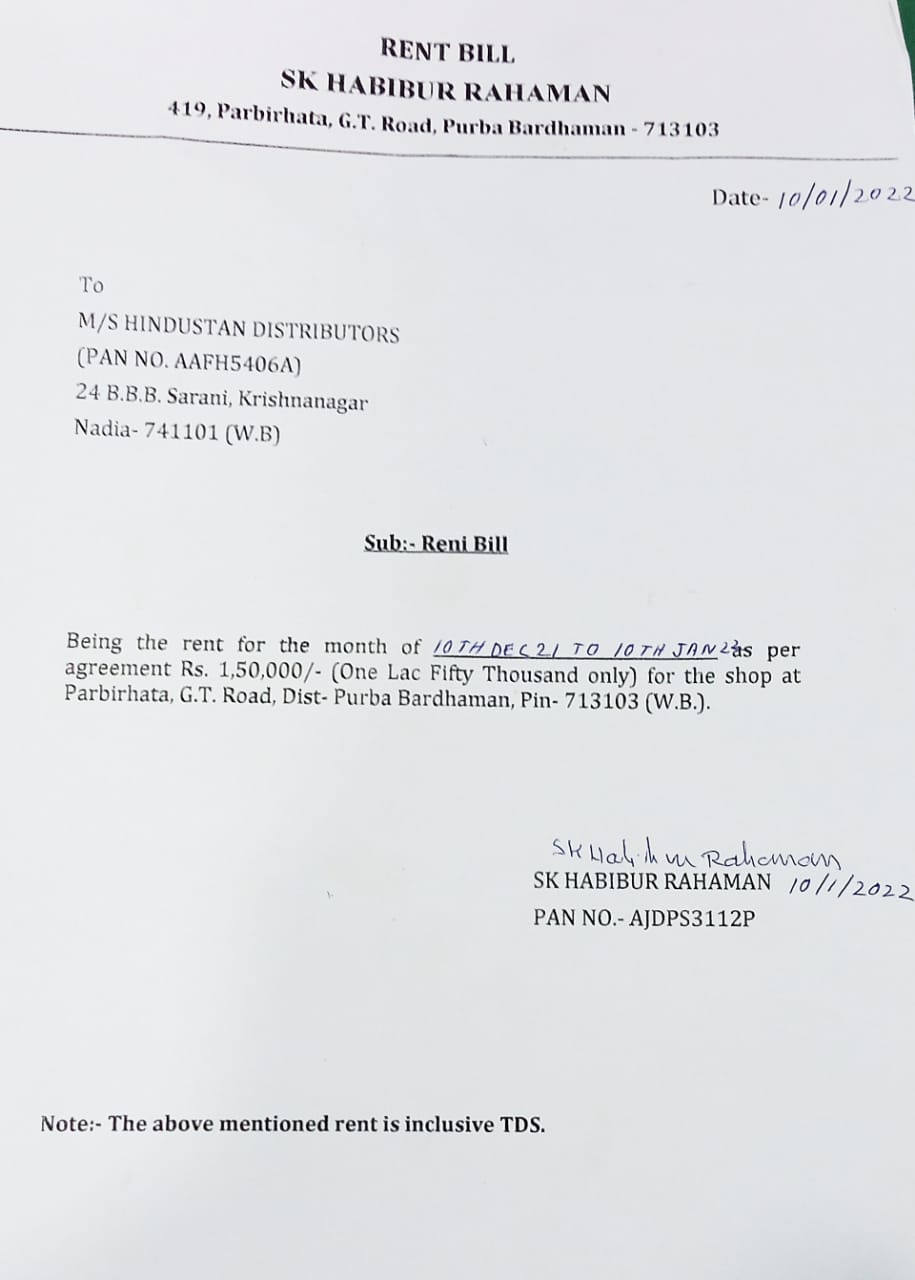 RENT BILL
SK HABIBUR RAHAMAN
419, Parbirhata, G.T. Road, Purba Bardhaman - 713103
Date- 10/01/2022
To
M/S HINDUSTAN DISTRIBUTORS
(PAN NO. AAFH5406A)
24 B.B.B. Sarani, Krishnanagar
Nadia- 741101 (W.B)
Sub:- Reni Bill
Being the rent for the month of 10TH DEC 21 TO 10TH JAN 22 as per
agreement Rs. 1,50,000/- (One Lac Fifty Thousand only) for the shop at
Parbirhata, G.T. Road, Dist- Purba Bardhaman, Pin- 713103 (W.B.).
SK Habibur Rahaman
SK HABIBUR RAHAMAN 10/1/2022
PAN NO.- AJDPS3112P
Note:- The above mentioned rent is inclusive TDS.